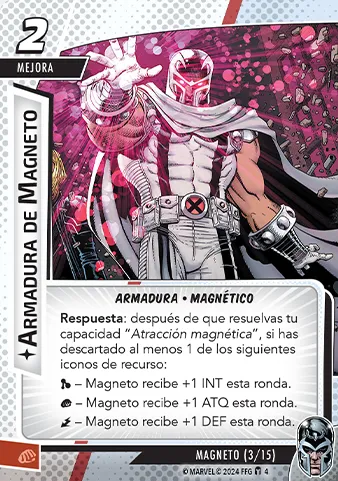 2
MEJORA
ARMADURA DE MAGNETO
ARMADURA • MAGNÉTICO
Respuesta: después de que resuelvas tu
capacidad “Atracción magnética”, si has
descartado al menos 1 de los siguientes
iconos de recurso:
– Magneto recibe +1 INT esta ronda.
– Magneto recibe +1 ATQ esta ronda.
– Magneto recibe +1 DEF esta ronda.
MAGNETO (3/15)
© MARVEL © 2024 FFG 4